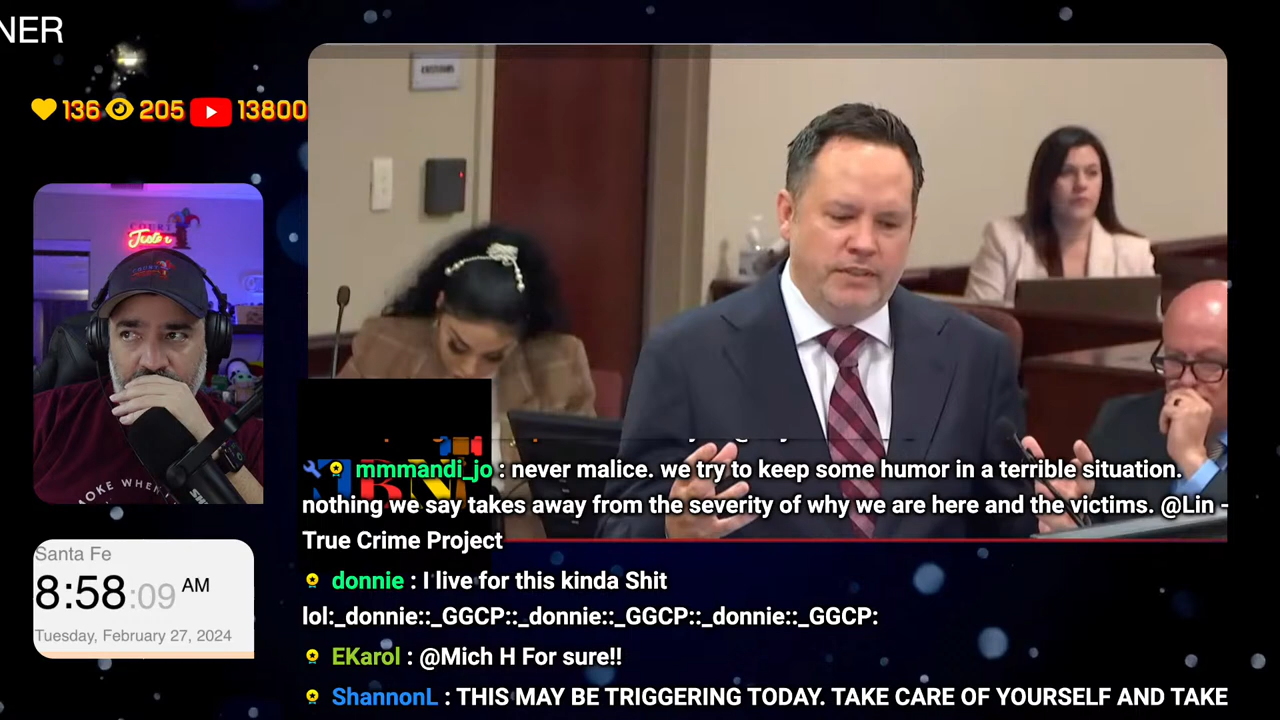 NER
136 205 13800
mmmandi_jo : never malice. we try to keep some humor in a terrible situation.
nothing we say takes away from the severity of why we are here and the victims. @Lin -
True Crime Project
donnie : I live for this kinda Shit
lol:_donnie::_GGCP::_donnie::_GGCP::_donnie::_GGCP:
EKarol : @Mich H For sure!!
ShannonL : THIS MAY BE TRIGGERING TODAY. TAKE CARE OF YOURSELF AND TAKE
Santa Fe
8:58:09 AM
Tuesday, February 27, 2024